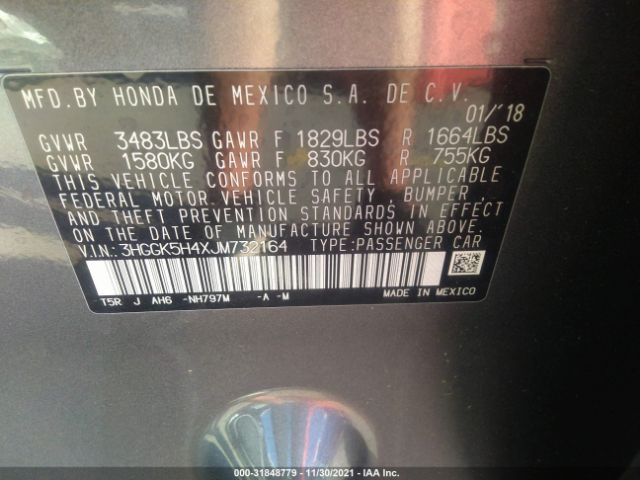 MFD.BY HONDA DE MEXICO S.A. DE C.V.
01/'18
GVWR 3483LBS GAWR F 1829LBS R 1664LBS
GVWR 1580KG GAWR F 830KG R 755KG
THIS VEHICLE CONFORMS TO ALL APPLICABLE
FEDERAL MOTOR VEHICLE SAFETY, BUMPER,
AND THEFT PREVENTION STANDARDS IN EFFECT
ON THE DATE OF MANUFACTURE SHOWN ABOVE.
V.I.N.: 3HGGK5H4XJM732164 TYPE:PASSENGER CAR
T5R J AH6 -NH797M -A -M
MADE IN MEXICO
000-31848779 - 11/30/2021 - IAA Inc.